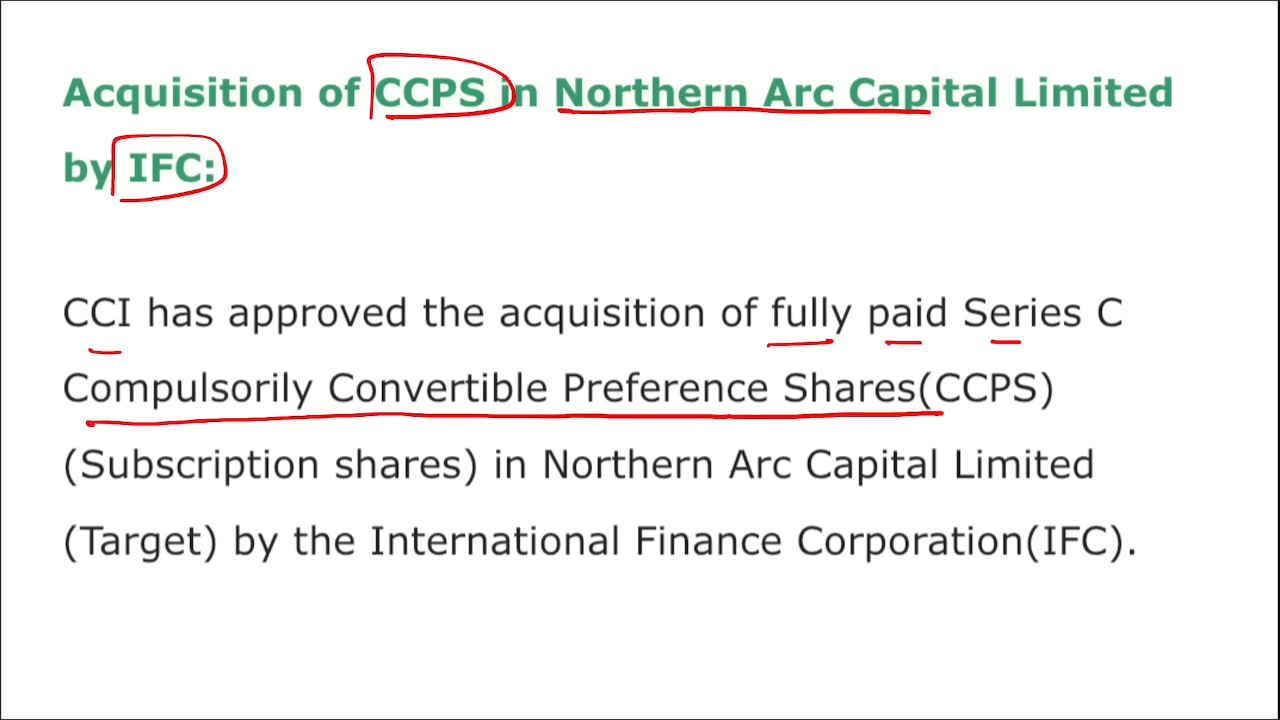 Acquisition of CCPS in Northern Arc Capital Limited
by IFC:
CCI has approved the acquisition of fully paid Series C
Compulsorily Convertible Preference Shares(CCPS)
(Subscription shares) in Northern Arc Capital Limited
(Target) by the International Finance Corporation(IFC).